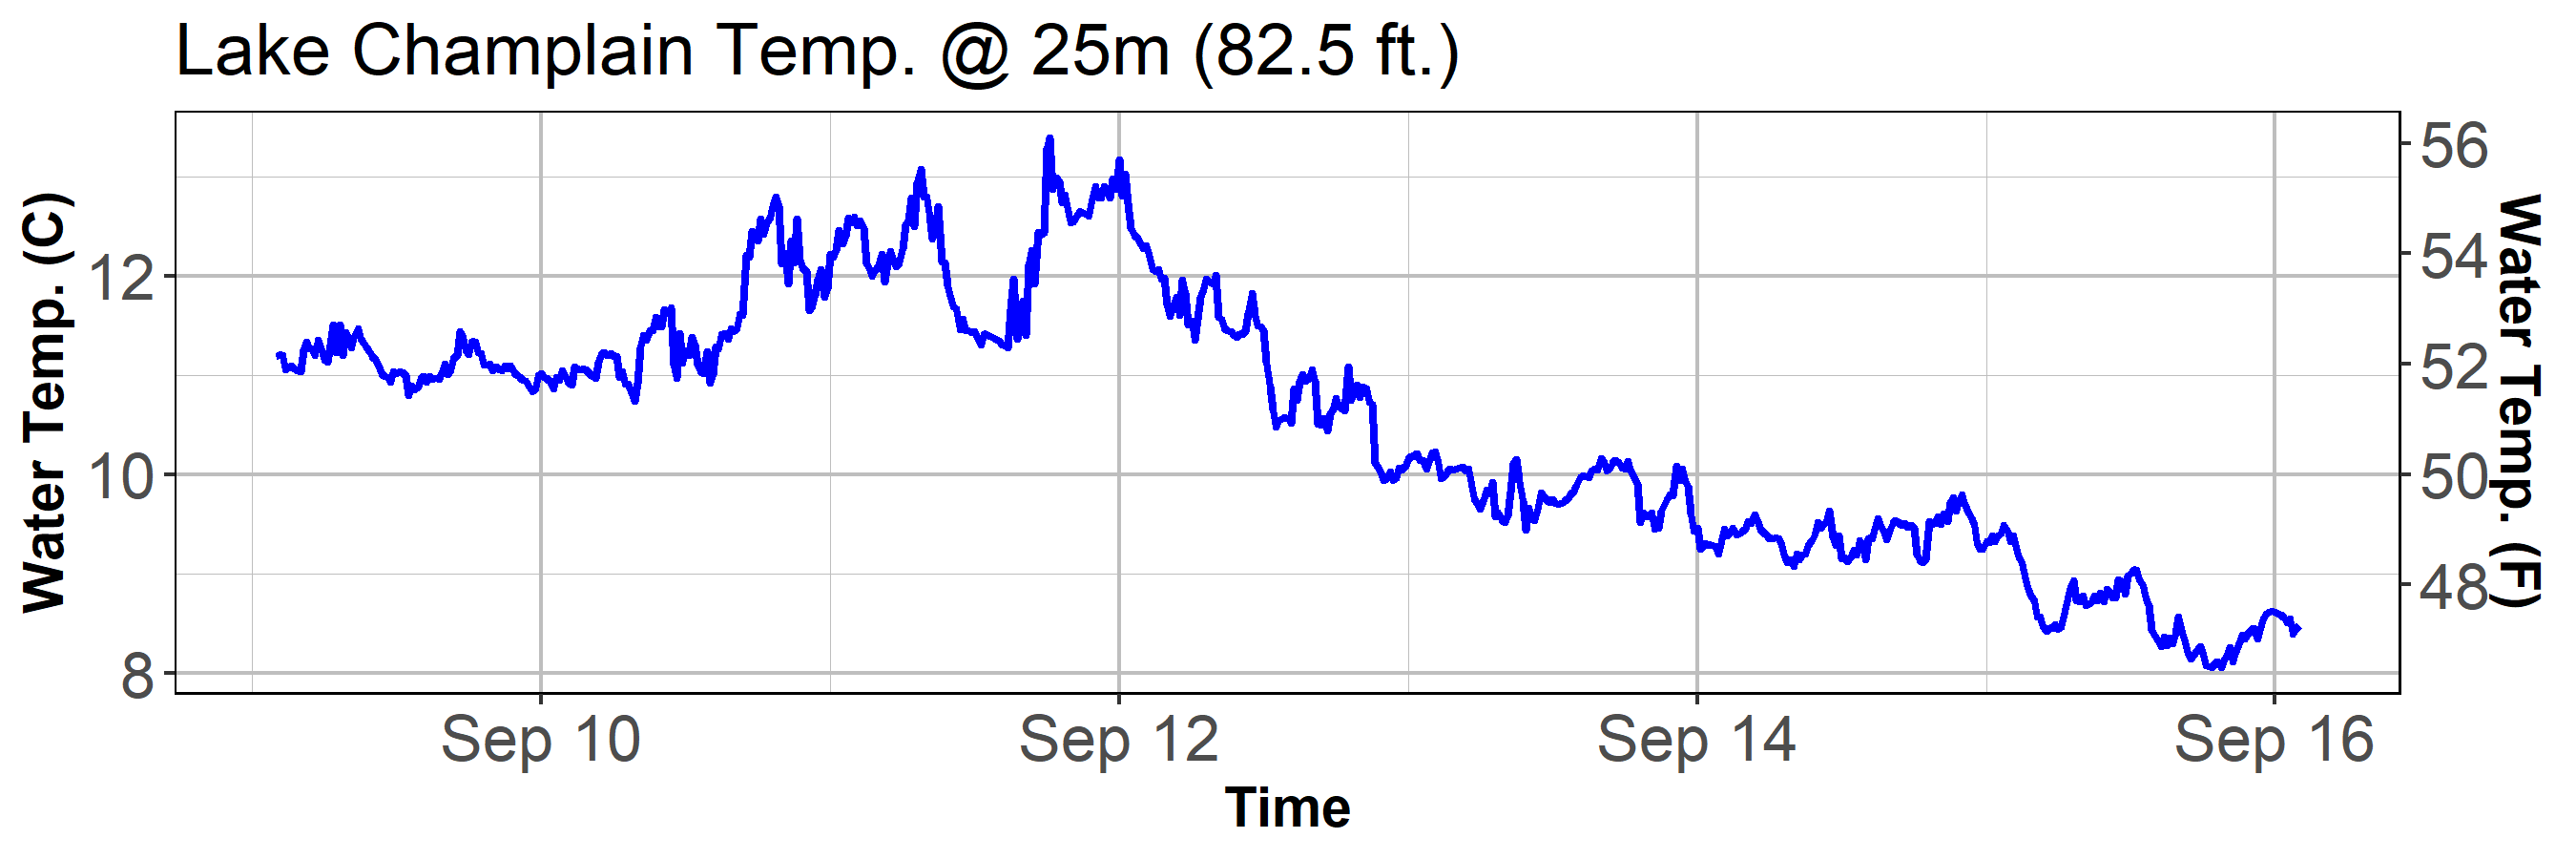 Lake Champlain Temp. @ 25m (82.5 ft.)
Water Temp. (C)
12
10
8
56
54
52
50
48
Water Temp. (F)
Sep 10
Sep 12
Sep 14
Sep 16
Time